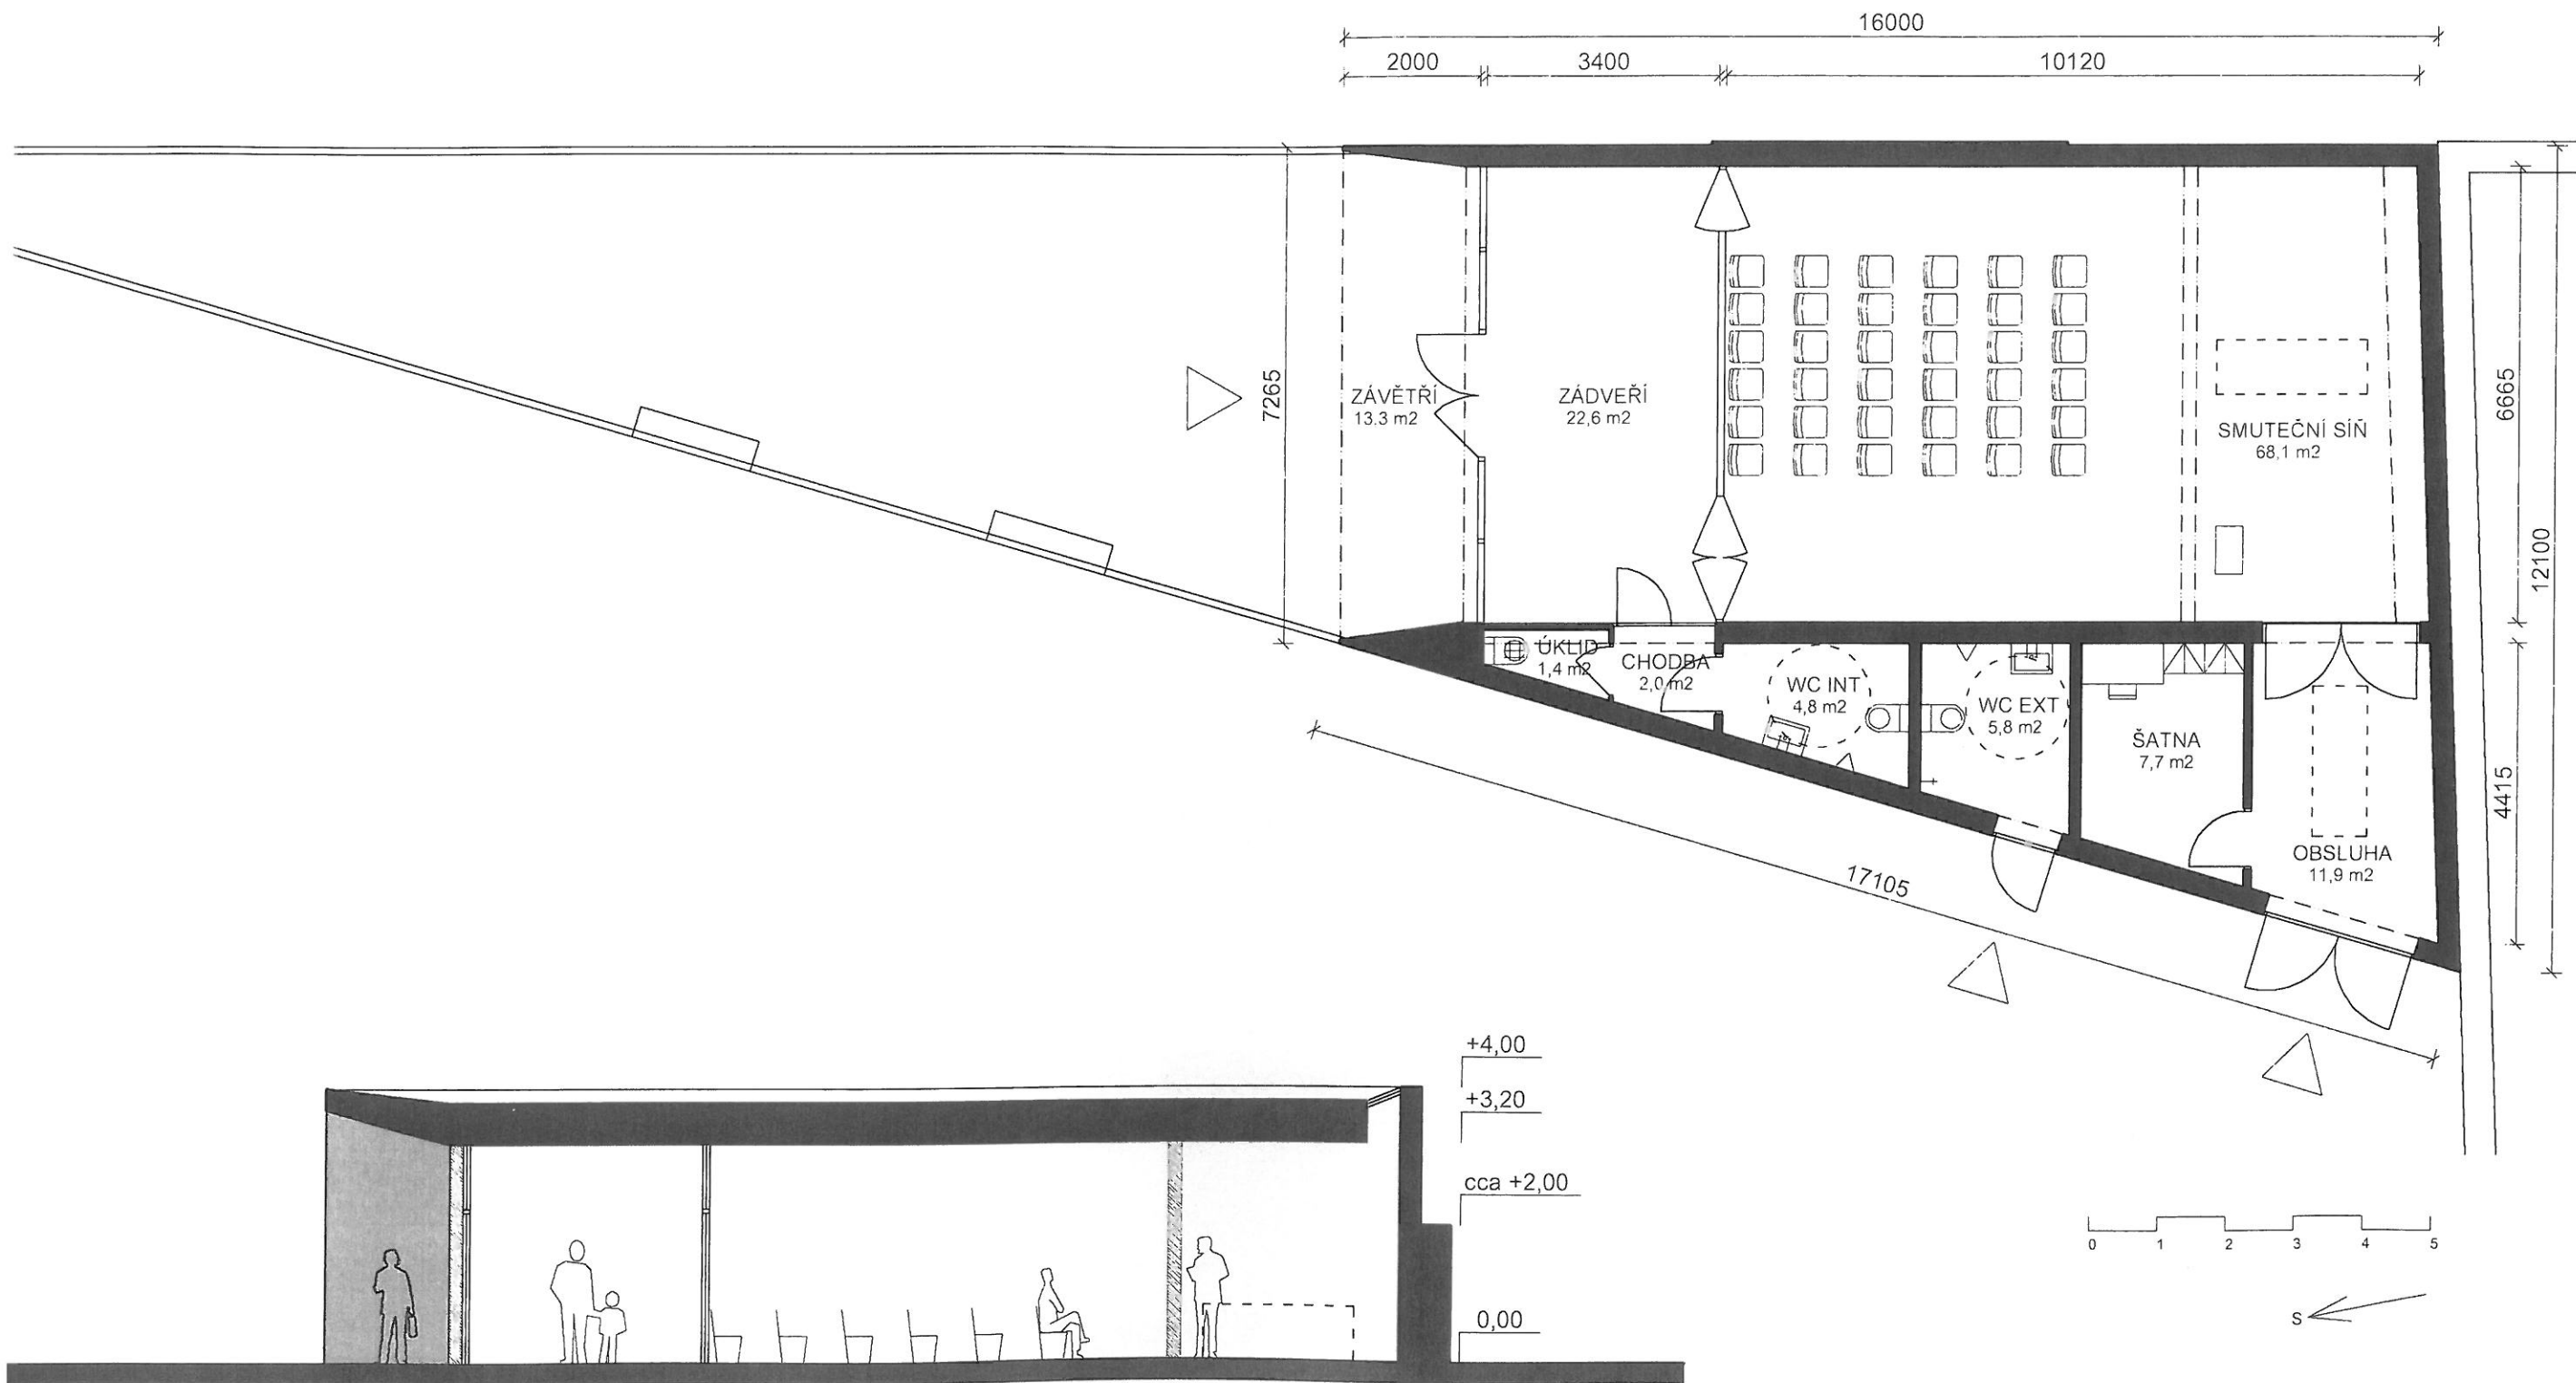 16000
2000
3400
10120
7265
ZÁVĚTŘÍ
13.3 m2
ZÁDVEŘÍ
22,6 m2
SMUTEČNÍ SÍŇ
68,1 m2
6665
12100
4415
ÚKLID
1,4 m2
CHODBA
2,0 m2
WC INT
4,8 m2
WC EXT
5,8 m2
ŠATNA
7,7 m2
OBSLUHA
11,9 m2
17105
+4,00
+3,20
cca +2,00
0,00
0 1 2 3 4 5
S